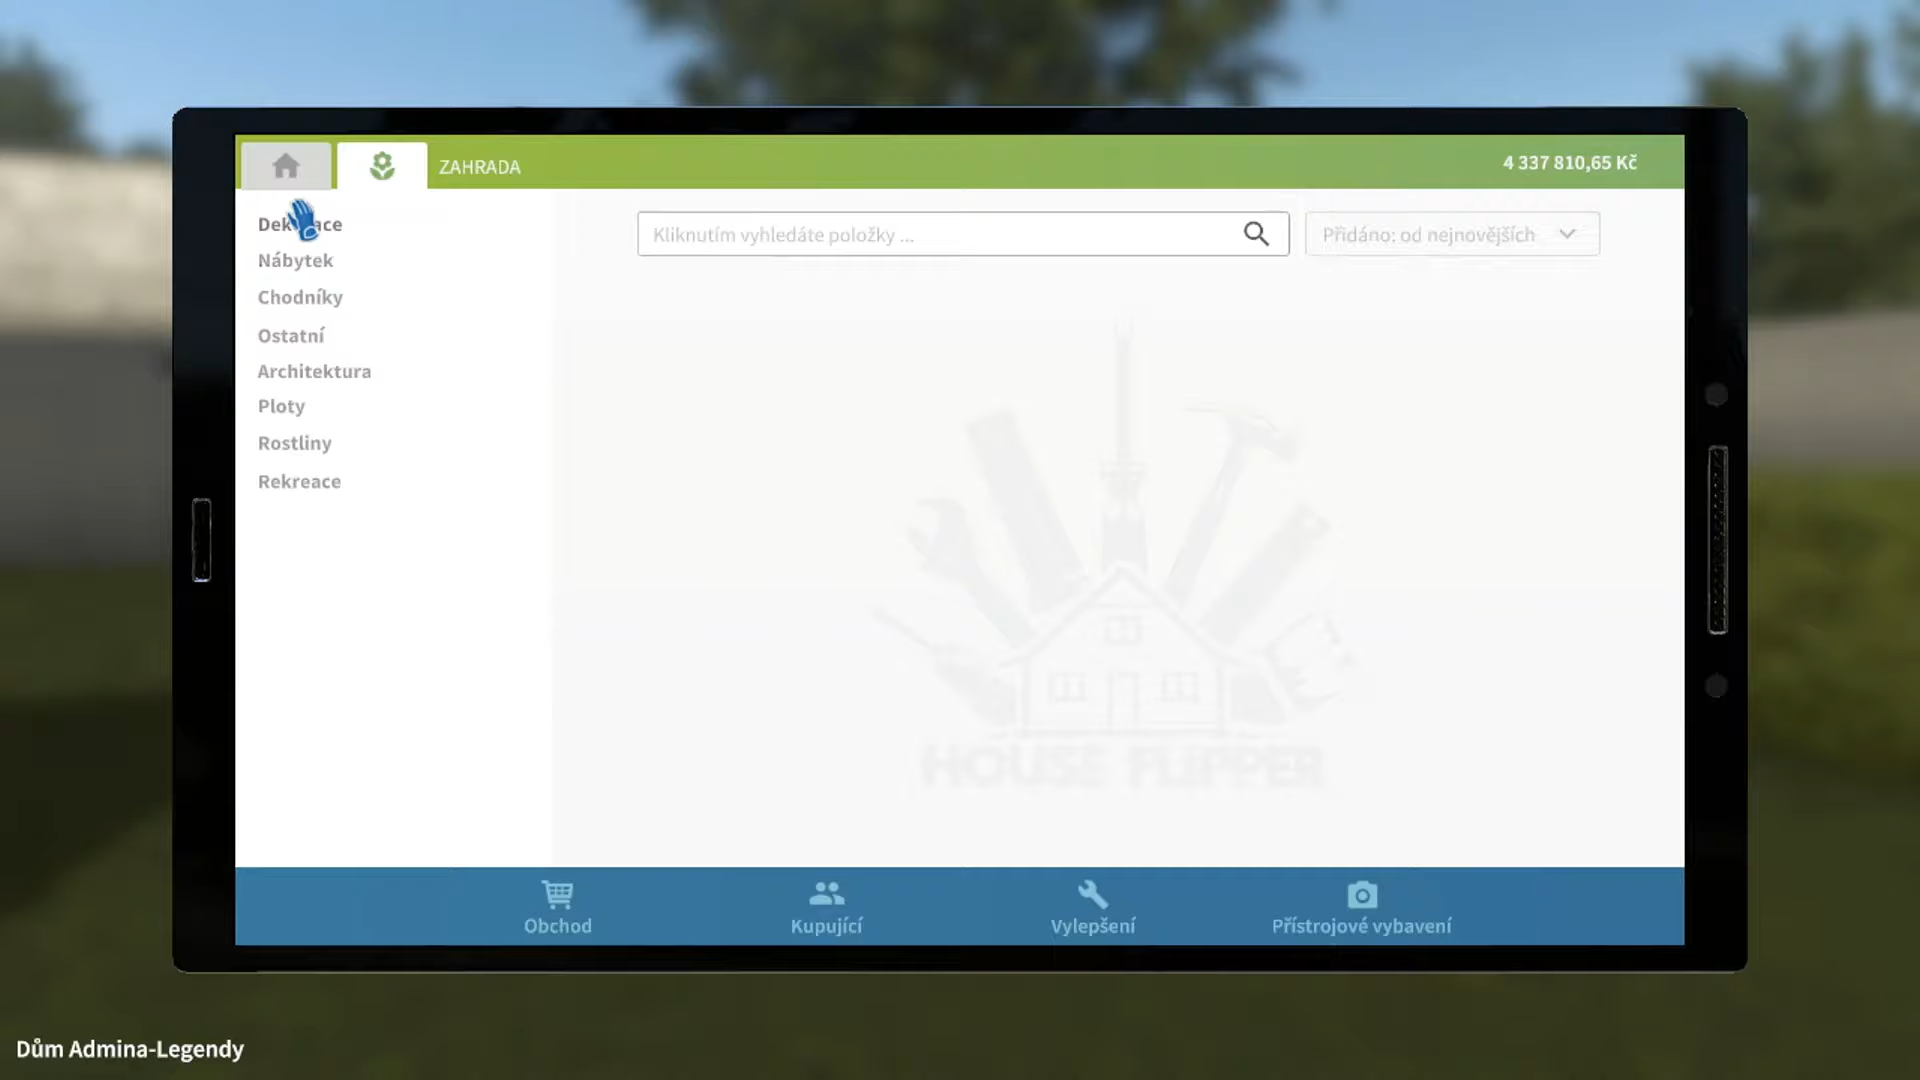 ZAHRADA
4 337 810,65 Kč
Kliknutím vyhledáte položky ...
Přidáno: od nejnovějších
Nábytek
Chodníky
Ostatní
Architektura
Ploty
Rostliny
Rekreace
HOUSE FLIPPER
Obchod
Kupující
Vylepšení
Přístrojové vybavení
Dům Admina-Legendy